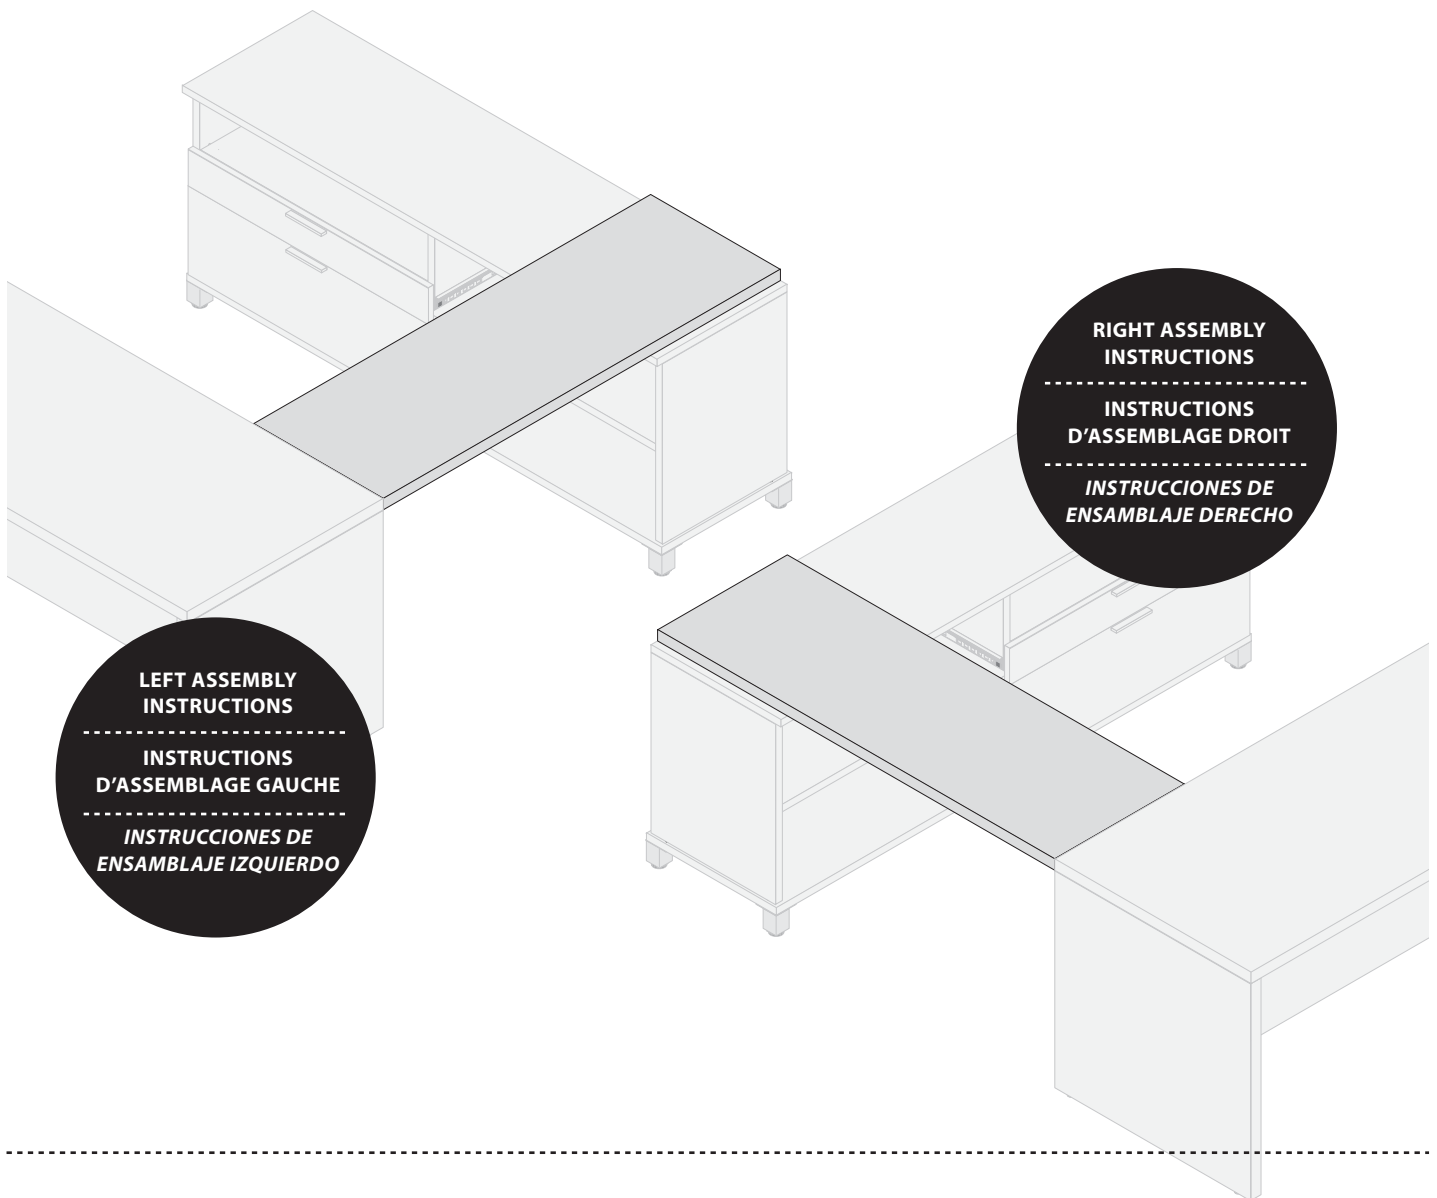 RIGHT ASSEMBLY
INSTRUCTIONS
INSTRUCTIONS
D'ASSEMBLAGE DROIT
INSTRUCCIONES DE
ENSAMBLAJE DERECHO
LEFT ASSEMBLY
INSTRUCTIONS
INSTRUCTIONS
D'ASSEMBLAGE GAUCHE
INSTRUCCIONES DE
ENSAMBLAJE IZQUIERDO